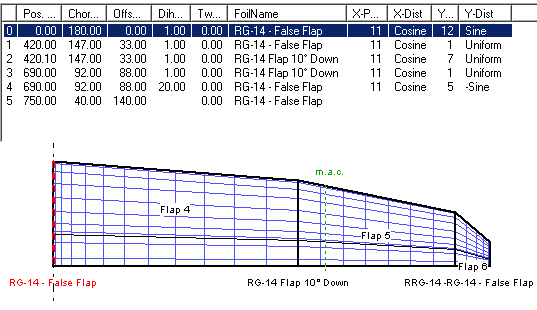 Pos. ... Chor... Offs... Dih... Tw... FoilName X-P... X-Dist Y... Y-Dist
0 0.00 180.00 0.00 1.00 0.00 RG-14 - False Flap 11 Cosine 12 Sine
1 420.00 147.00 33.00 1.00 0.00 RG-14 - False Flap 11 Cosine 1 Uniform
2 420.10 147.00 33.00 1.00 0.00 RG-14 Flap 10° Down 11 Cosine 7 Uniform
3 690.00 92.00 88.00 1.00 0.00 RG-14 - False Flap 11 Cosine 1 Uniform
4 690.00 92.00 88.00 20.00 0.00 RG-14 - False Flap 11 Cosine 5 -Sine
5 750.00 40.00 140.00 0.00 RG-14 - False Flap
m.a.c.
Flap 4
Flap 5
Flap 6
RG-14 - False Flap RG-14 Flap 10° Down RRG-14 -RG-14 - False Flap